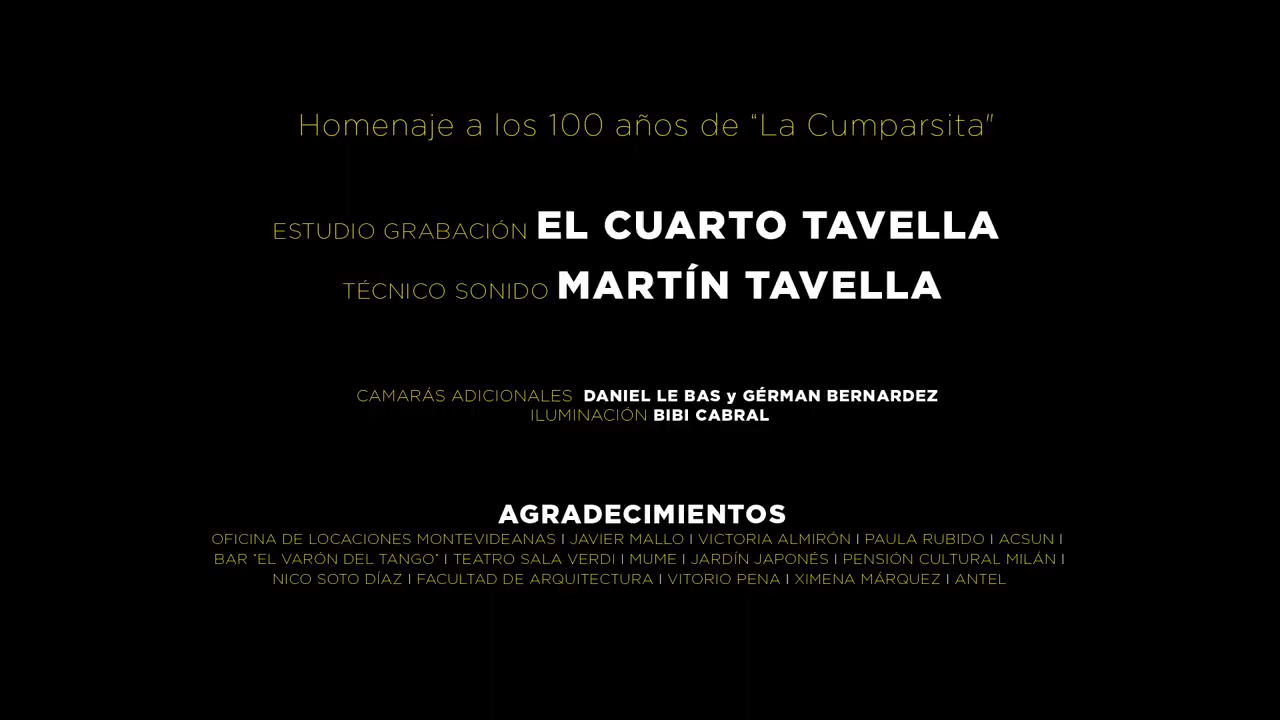 Homenaje a los 100 años de “La Cumparsita"
ESTUDIO GRABACIÓN EL CUARTO TAVELLA
TÉCNICO SONIDO MARTÍN TAVELLA
CAMARÁS ADICIONALES DANIEL LE BAS y GÉRMAN BERNARDEZ
ILUMINACIÓN BIBI CABRAL
AGRADECIMIENTOS
OFICINA DE LOCACIONES MONTEVIDEANAS I JAVIER MALLO I VICTORIA ALMIRÓN I PAULA RUBIDO I ACSUN I
BAR “EL VARÓN DEL TANGO” I TEATRO SALA VERDI I MUME I JARDÍN JAPONÉS I PENSIÓN CULTURAL MILÁN I
NICO SOTO DÍAZ I FACULTAD DE ARQUITECTURA I VITORIO PENA I XIMENA MÁRQUEZ I ANTEL